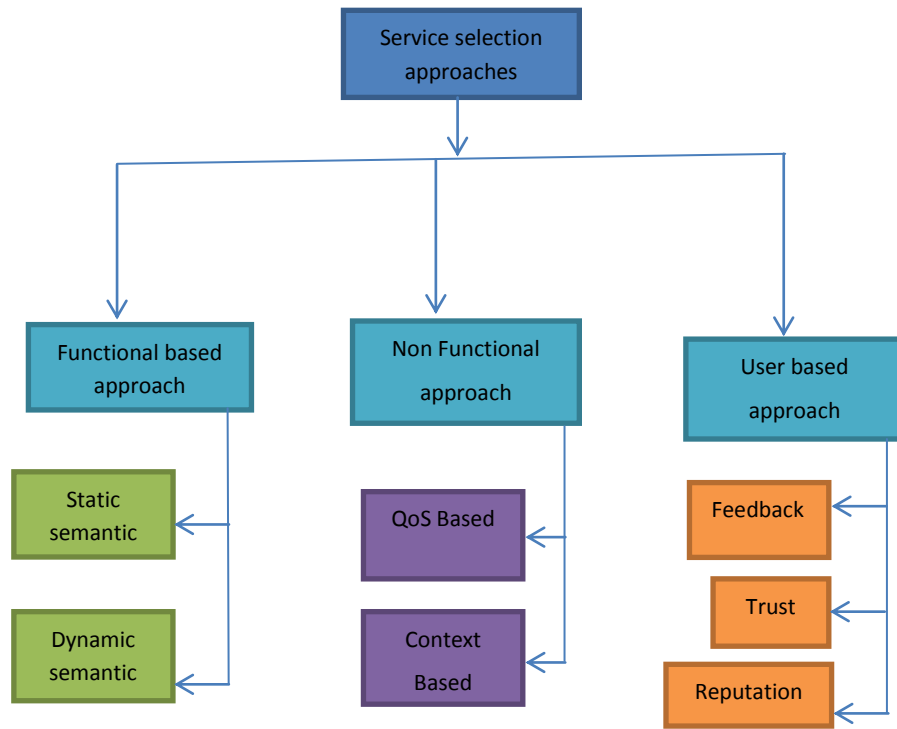 Service selection
approaches
Functional based
approach
Non Functional
approach
User based
approach
Static
semantic
QoS Based
Feedback
Dynamic
semantic
Context
Based
Trust
Reputation